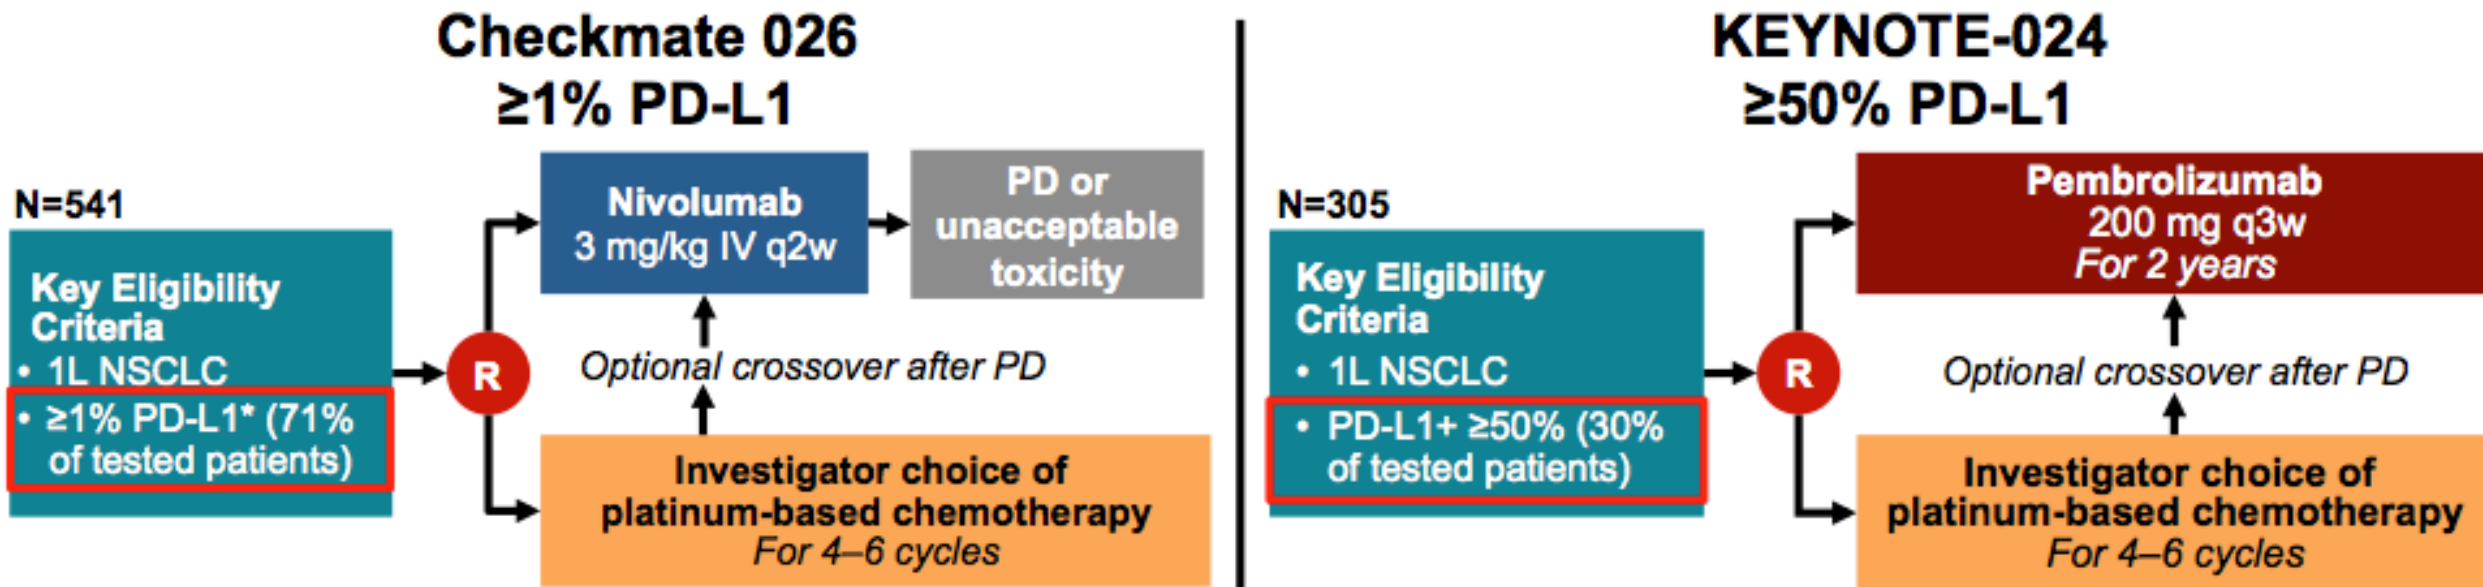 Checkmate 026
≥1% PD-L1
N=541
Key Eligibility
Criteria
• 1L NSCLC
• ≥1% PD-L1* (71%
of tested patients)
R
Nivolumab
3 mg/kg IV q2w
PD or
unacceptable
toxicity
Optional crossover after PD
Investigator choice of
platinum-based chemotherapy
For 4–6 cycles
KEYNOTE-024
≥50% PD-L1
N=305
Key Eligibility
Criteria
• 1L NSCLC
• PD-L1+ ≥50% (30%
of tested patients)
R
Pembrolizumab
200 mg q3w
For 2 years
Optional crossover after PD
Investigator choice of
platinum-based chemotherapy
For 4–6 cycles